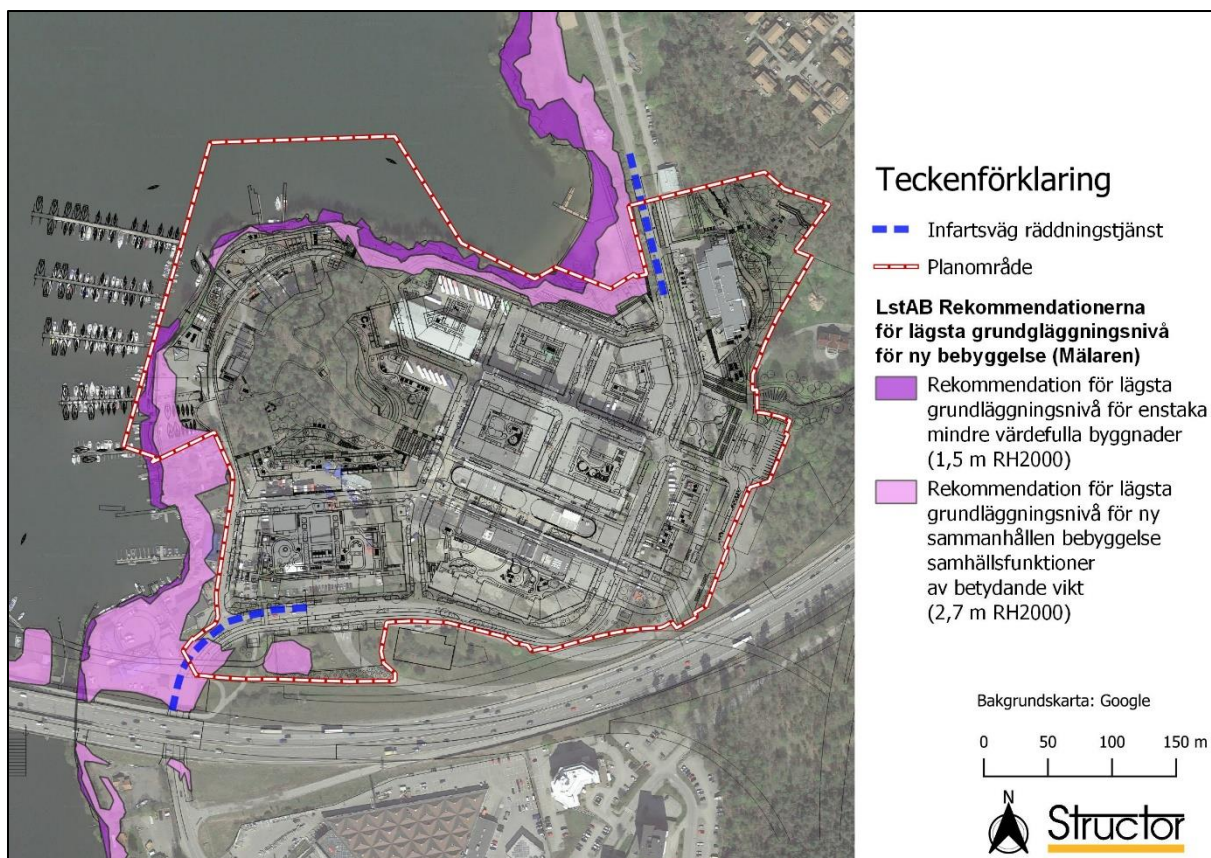 Teckenförklaring
Infartsväg räddningstjänst
Planområde
LstAB Rekommendationerna
för lägsta grundgläggningsnivå
för ny bebyggelse (Mälaren)
Rekommendation för lägsta
grundläggningsnivå för enstaka
mindre värdefulla byggnader
(1,5 m RH2000)
Rekommendation för lägsta
grundläggningsnivå för ny
sammanhållen bebyggelse
samhällsfunktioner
av betydande vikt
(2,7 m RH2000)
Bakgrundskarta: Google
0 50 100 150 m
N
Structor